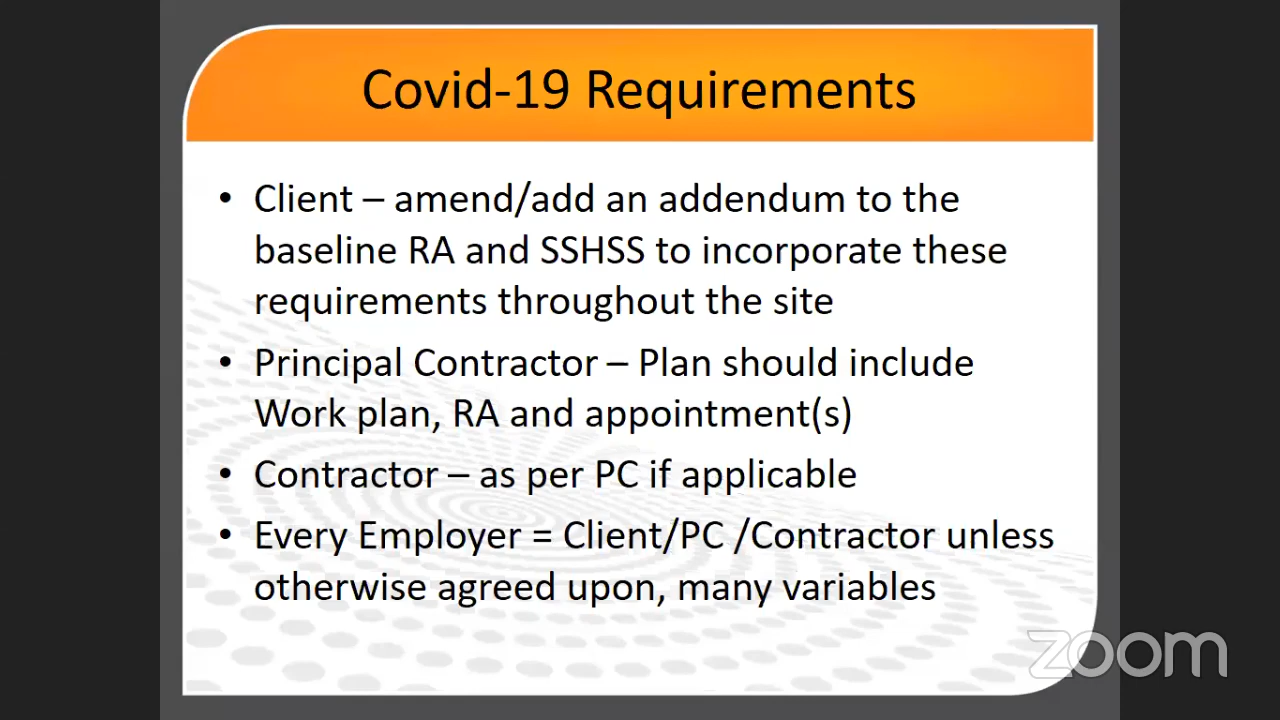 Covid-19 Requirements
• Client – amend/add an addendum to the
baseline RA and SSHSS to incorporate these
requirements throughout the site
• Principal Contractor – Plan should include
Work plan, RA and appointment(s)
• Contractor – as per PC if applicable
• Every Employer = Client/PC /Contractor unless
otherwise agreed upon, many variables
zoom